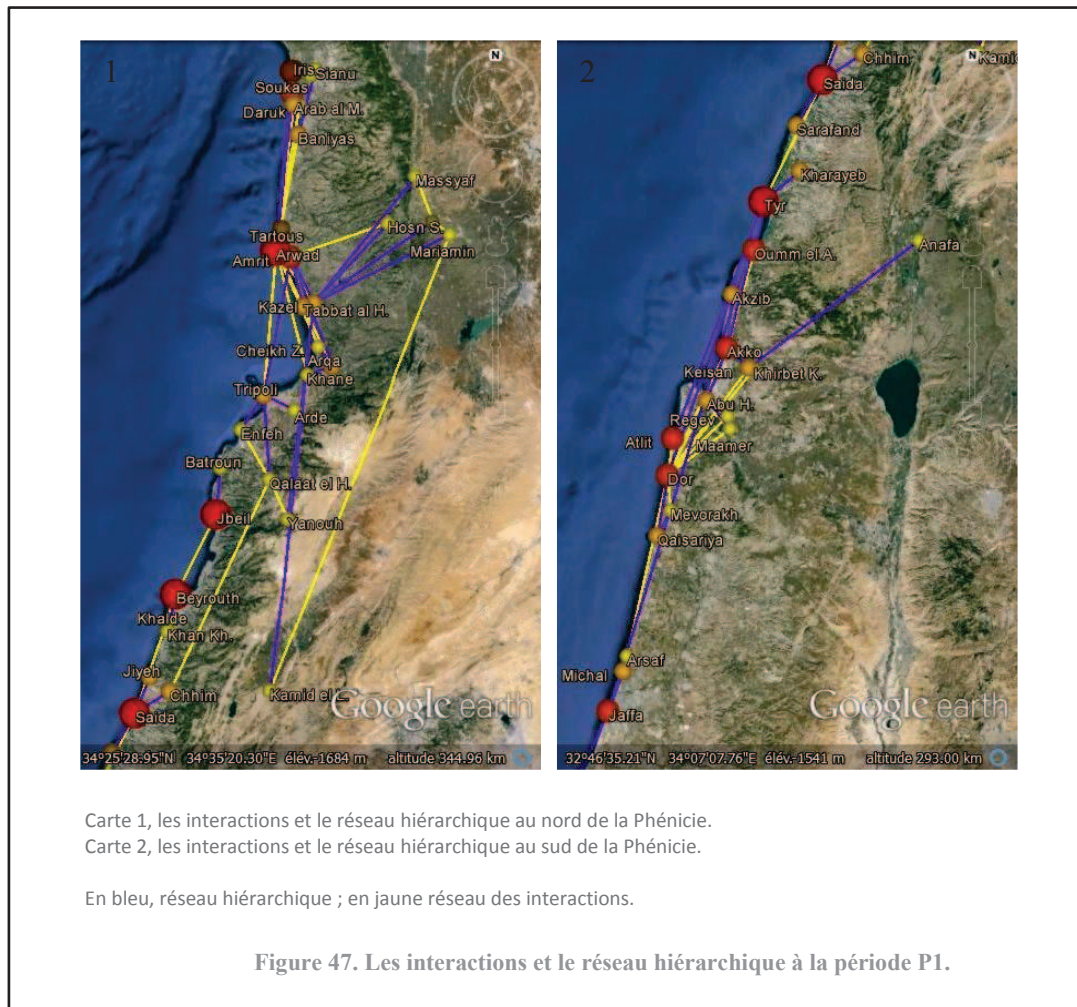 1
N
Iris
Sianu
Soukas
Daruk
Arab al M.
Baniyas
Massyaf
Hosn S.
Tartous
Mariamin
Amrit
Arwad
Kazel
Tabbat al H.
Cheikh Z.
Arqa
Khane
Tripoli
Arde
Enfeh
Batroun
Qalaat el H.
Jbeil
Yanouh
Beyrouth
Khalde
Khan Kh.
Jiyeh
Chhim
Kamid el L.
Saïda
Google earth
34°25'28.95"N 34°35'20.30"E élév.-1684 m altitude 344.96 km
2
N
Chhim
Saïda
Sarafand
Kharayeb
Tyr
Oumm el A.
Anafa
Akzib
Akko
Keisan
Khirbet K.
Abu H.
Regev
Atlit
Maamer
Dor
Mevorakh
Qaisariya
Arsaf
Michal
Jaffa
Google earth
32°46'35.21"N 34°07'07.76"E élév.-1541 m altitude 293.00 km
Carte 1, les interactions et le réseau hiérarchique au nord de la Phénicie.
Carte 2, les interactions et le réseau hiérarchique au sud de la Phénicie.
En bleu, réseau hiérarchique ; en jaune réseau des interactions.
Figure 47. Les interactions et le réseau hiérarchique à la période P1.